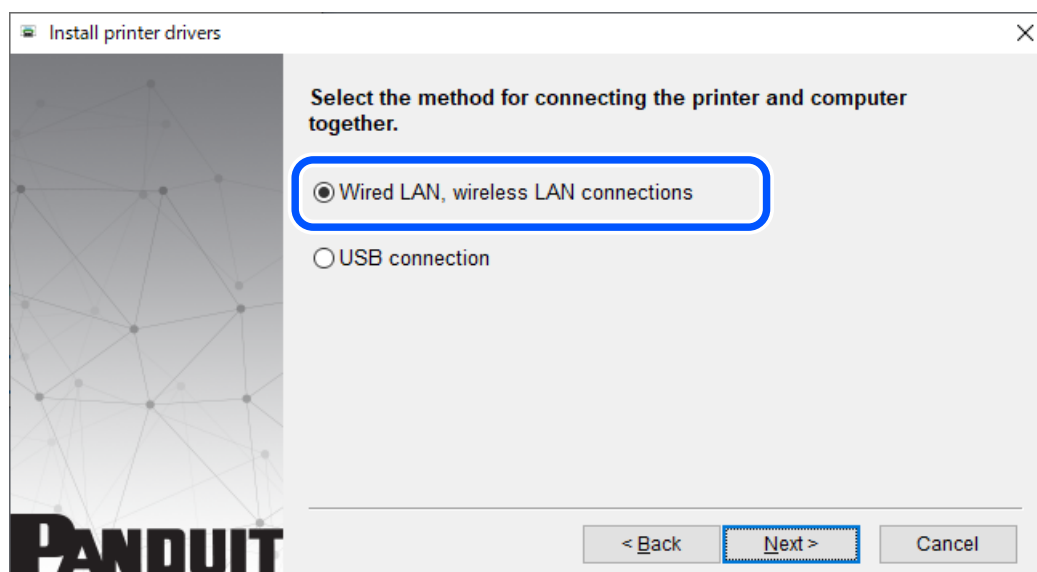 Install printer drivers
Select the method for connecting the printer and computer
together.
Wired LAN, wireless LAN connections
USB connection
PANDUIT
< Back
Next >
Cancel